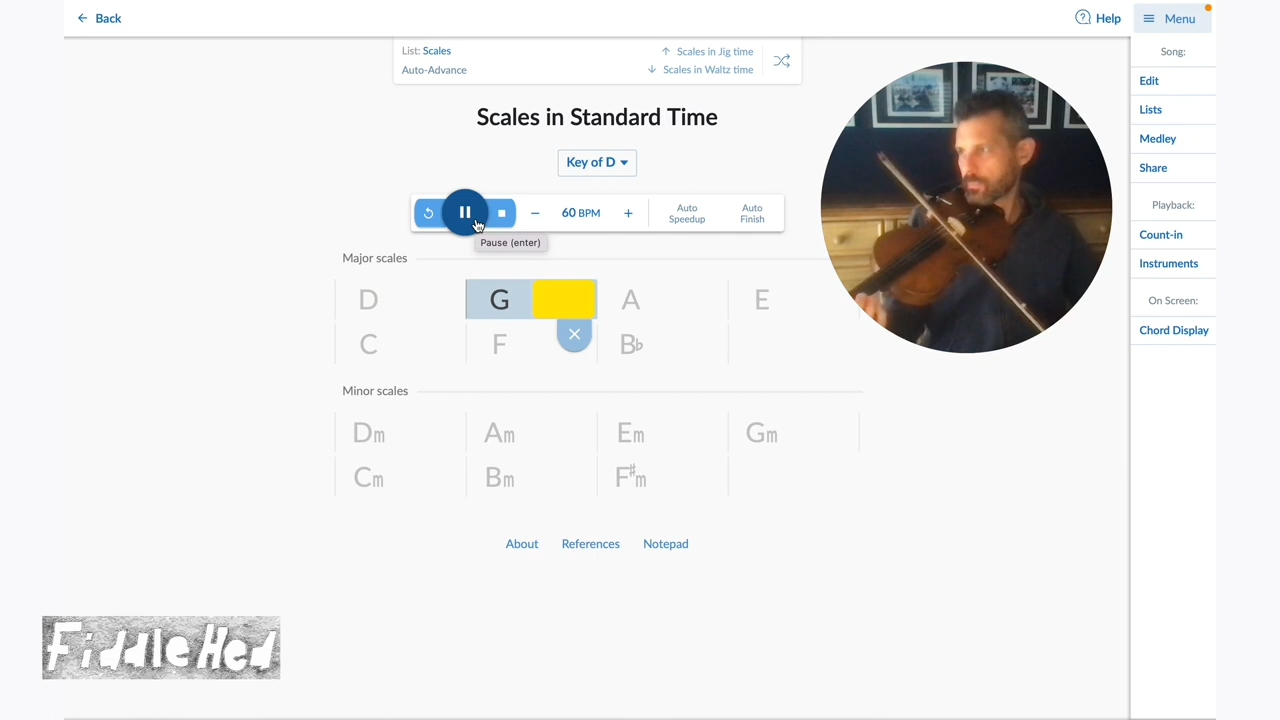 Back
Help
Menu
List: Scales
Scales in Jig time
Auto-Advance
Scales in Waltz time
Song:
Edit
Lists
Medley
Share
Playback:
Count-in
Instruments
On Screen:
Chord Display
Scales in Standard Time
Key of D
60 BPM
Auto Speedup
Auto Finish
Pause (enter)
Major scales
D G A E
C F B♭
Minor scales
Dm Am Em Gm
Cm Bm F♯m
About References Notepad
FiddleHed